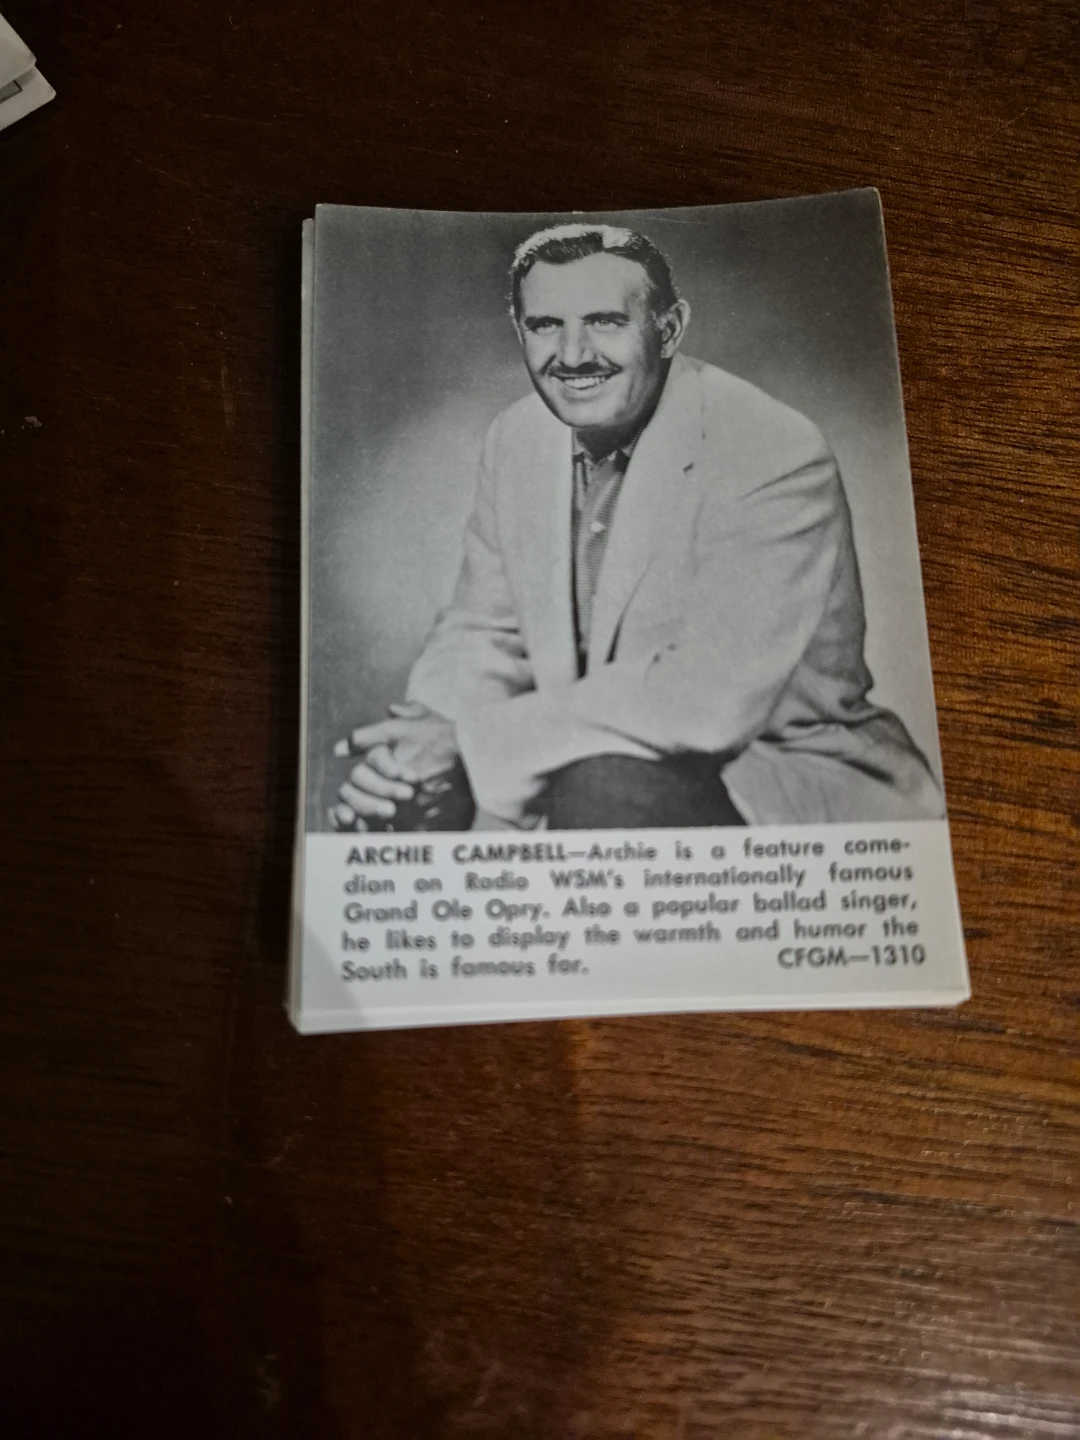 ARCHIE CAMPBELL—Archie is a feature come-
dian on Radio WSM's internationally famous
Grand Ole Opry. Also a popular ballad singer,
he likes to display the warmth and humor the
South is famous for. CFGM—1310